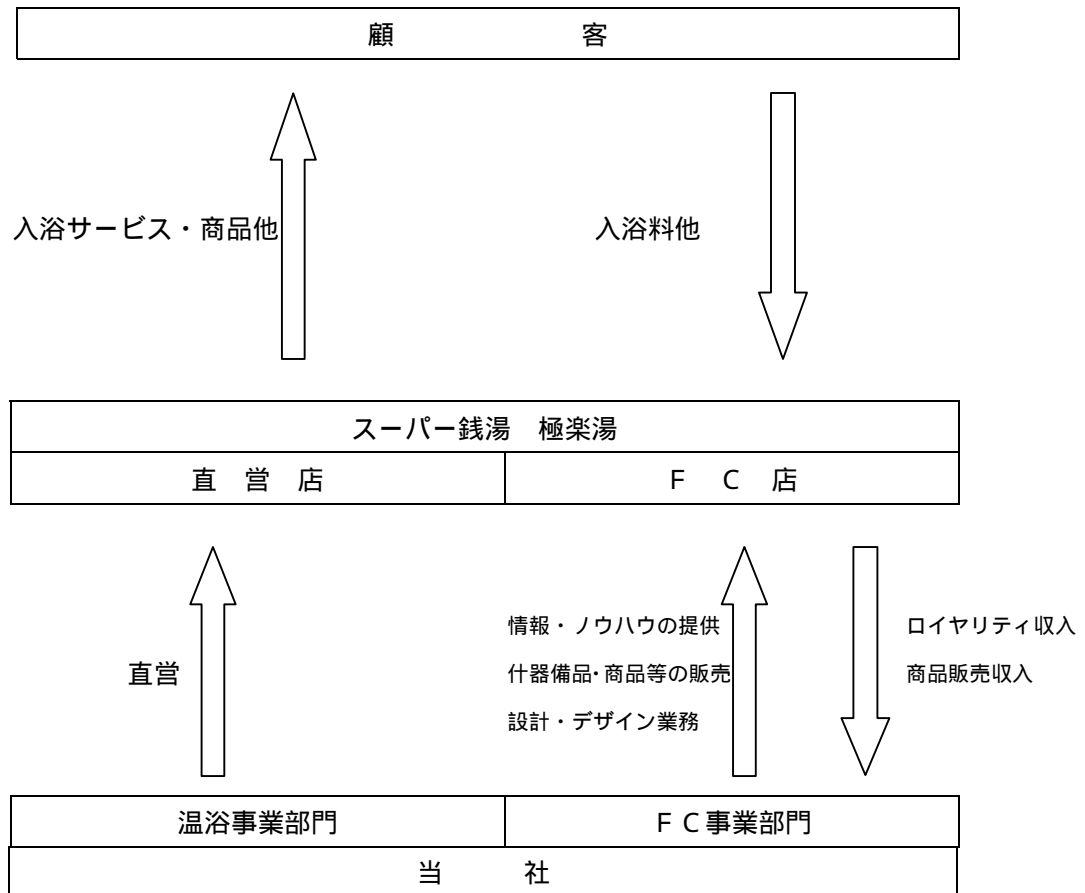 顧　客
入浴サービス・商品他
入浴料他
スーパー銭湯　極楽湯
直　営　店
Ｆ　Ｃ　店
直営
情報・ノウハウの提供
什器備品・商品等の販売
設計・デザイン業務
ロイヤリティ収入
商品販売収入
温浴事業部門
ＦＣ事業部門
当　社